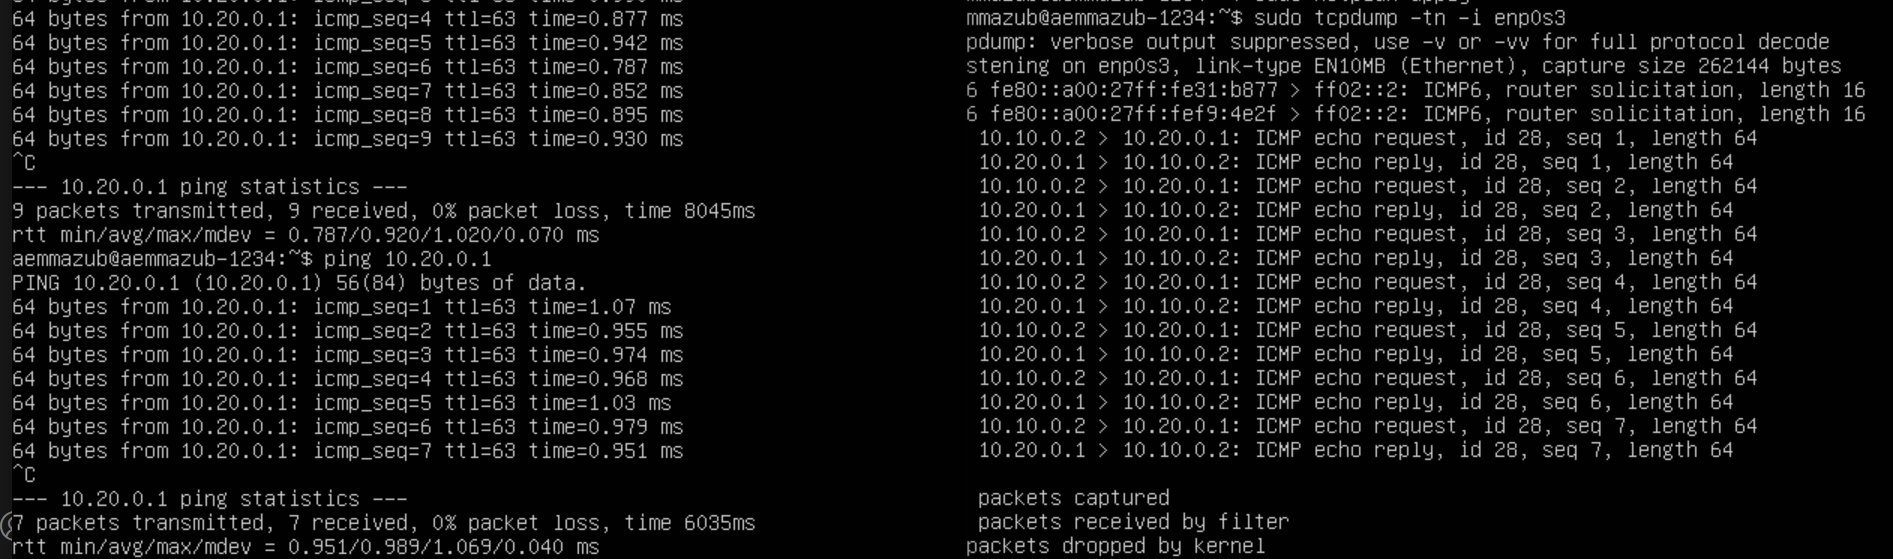 64 bytes from 10.20.0.1: icmp_seq=4 ttl=63 time=0.877 ms
64 bytes from 10.20.0.1: icmp_seq=5 ttl=63 time=0.942 ms
64 bytes from 10.20.0.1: icmp_seq=6 ttl=63 time=0.787 ms
64 bytes from 10.20.0.1: icmp_seq=7 ttl=63 time=0.852 ms
64 bytes from 10.20.0.1: icmp_seq=8 ttl=63 time=0.895 ms
64 bytes from 10.20.0.1: icmp_seq=9 ttl=63 time=0.930 ms
^C
--- 10.20.0.1 ping statistics ---
9 packets transmitted, 9 received, 0% packet loss, time 8045ms
rtt min/avg/max/mdev = 0.787/0.920/1.020/0.070 ms
aemmazub@aemmazub-1234:~$ ping 10.20.0.1
PING 10.20.0.1 (10.20.0.1) 56(84) bytes of data.
64 bytes from 10.20.0.1: icmp_seq=1 ttl=63 time=1.07 ms
64 bytes from 10.20.0.1: icmp_seq=2 ttl=63 time=0.955 ms
64 bytes from 10.20.0.1: icmp_seq=3 ttl=63 time=0.974 ms
64 bytes from 10.20.0.1: icmp_seq=4 ttl=63 time=0.968 ms
64 bytes from 10.20.0.1: icmp_seq=5 ttl=63 time=1.03 ms
64 bytes from 10.20.0.1: icmp_seq=6 ttl=63 time=0.979 ms
64 bytes from 10.20.0.1: icmp_seq=7 ttl=63 time=0.951 ms
^C
--- 10.20.0.1 ping statistics ---
7 packets transmitted, 7 received, 0% packet loss, time 6035ms
rtt min/avg/max/mdev = 0.951/0.989/1.069/0.040 ms
mmazub@aemmazub-1234:~$ sudo tcpdump -tn -i enp0s3
pdump: verbose output suppressed, use -v or -vv for full protocol decode
stening on enp0s3, link-type EN10MB (Ethernet), capture size 262144 bytes
6 fe80::a00:27ff:fe31:b877 > ff02::2: ICMP6, router solicitation, length 16
6 fe80::a00:27ff:fef9:4e2f > ff02::2: ICMP6, router solicitation, length 16
10.10.0.2 > 10.20.0.1: ICMP echo request, id 28, seq 1, length 64
10.20.0.1 > 10.10.0.2: ICMP echo reply, id 28, seq 1, length 64
10.10.0.2 > 10.20.0.1: ICMP echo request, id 28, seq 2, length 64
10.20.0.1 > 10.10.0.2: ICMP echo reply, id 28, seq 2, length 64
10.10.0.2 > 10.20.0.1: ICMP echo request, id 28, seq 3, length 64
10.20.0.1 > 10.10.0.2: ICMP echo reply, id 28, seq 3, length 64
10.10.0.2 > 10.20.0.1: ICMP echo request, id 28, seq 4, length 64
10.20.0.1 > 10.10.0.2: ICMP echo reply, id 28, seq 4, length 64
10.10.0.2 > 10.20.0.1: ICMP echo request, id 28, seq 5, length 64
10.20.0.1 > 10.10.0.2: ICMP echo reply, id 28, seq 5, length 64
10.10.0.2 > 10.20.0.1: ICMP echo request, id 28, seq 6, length 64
10.20.0.1 > 10.10.0.2: ICMP echo reply, id 28, seq 6, length 64
10.10.0.2 > 10.20.0.1: ICMP echo request, id 28, seq 7, length 64
10.20.0.1 > 10.10.0.2: ICMP echo reply, id 28, seq 7, length 64
packets captured
packets received by filter
packets dropped by kernel